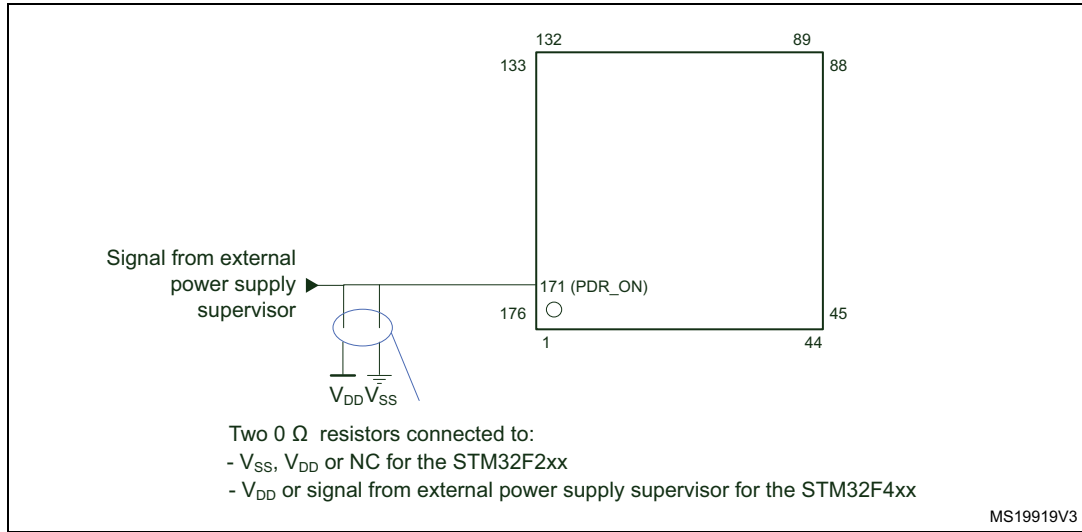 132
89
133
88
Signal from external
power supply
supervisor
171 (PDR_ON)
176
45
1
44
VDD VSS
Two 0 Ω resistors connected to:
- VSS, VDD or NC for the STM32F2xx
- VDD or signal from external power supply supervisor for the STM32F4xx
MS19919V3